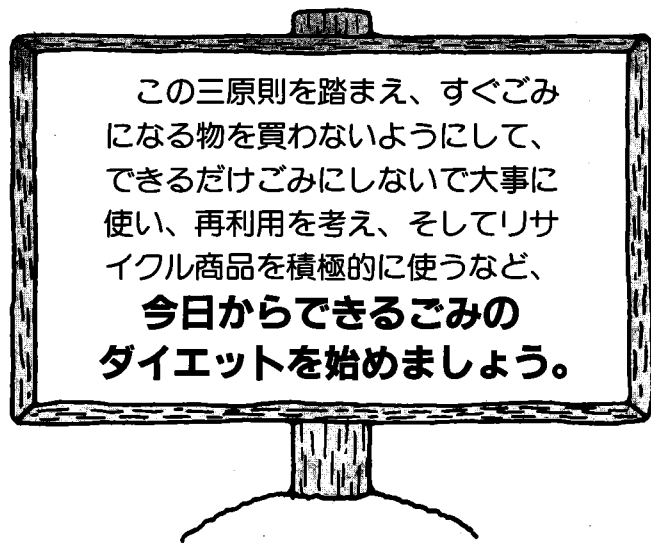 この三原則を踏まえ、すぐごみ
になる物を買わないようにして、
できるだけごみにしないで大事に
使い、再利用を考え、そしてリサ
イクル商品を積極的に使うなど、
今日からできるごみの
ダイエットを始めましょう。